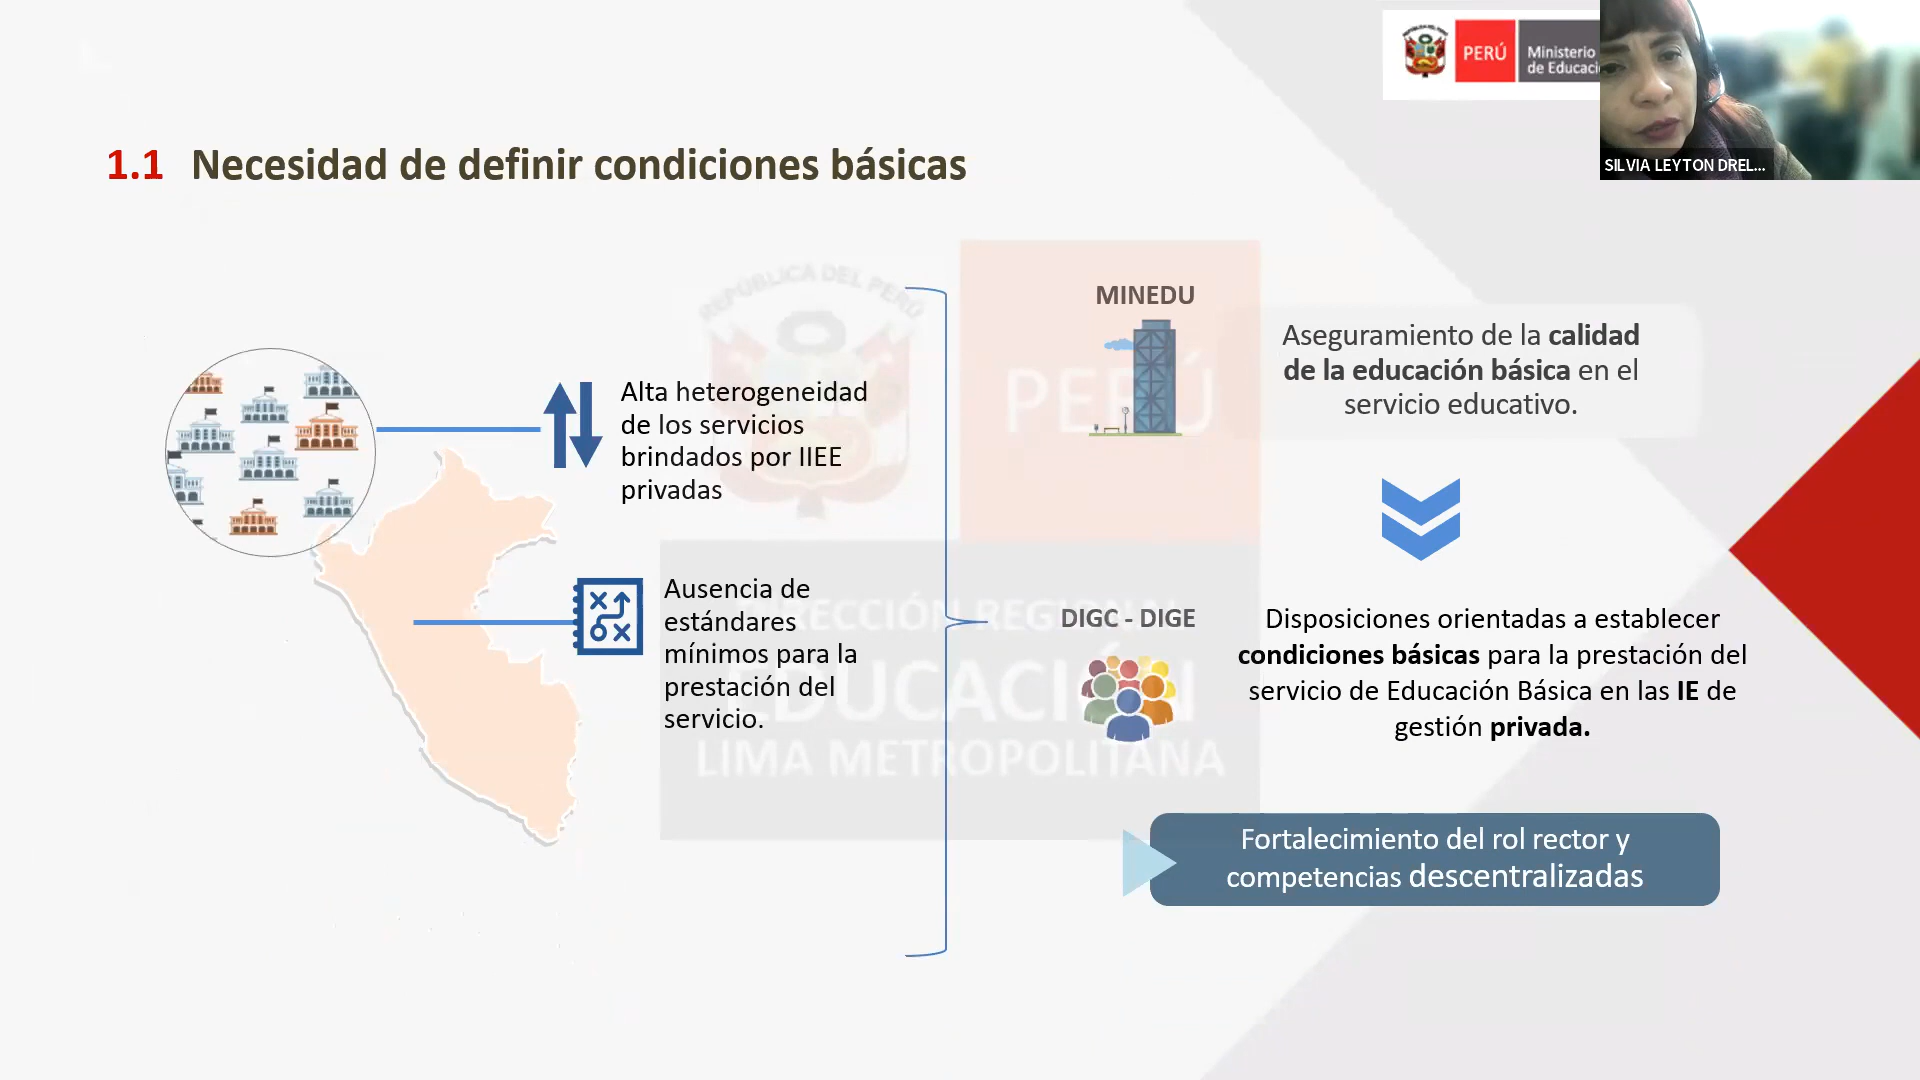 PERÚ
Ministerio
de Educaci
SILVIA LEYTON DREL...
1.1 Necesidad de definir condiciones básicas
REPÚBLICA DEL PERÚ
PERÚ
DIRECCIÓN REGIONAL
EDUCACIÓN
LIMA METROPOLITANA
Alta heterogeneidad
de los servicios
brindados por IIEE
privadas
Ausencia de
estándares
mínimos para la
prestación del
servicio.
MINEDU
Aseguramiento de la calidad
de la educación básica en el
servicio educativo.
DIGC - DIGE
Disposiciones orientadas a establecer
condiciones básicas para la prestación del
servicio de Educación Básica en las IE de
gestión privada.
Fortalecimiento del rol rector y
competencias descentralizadas